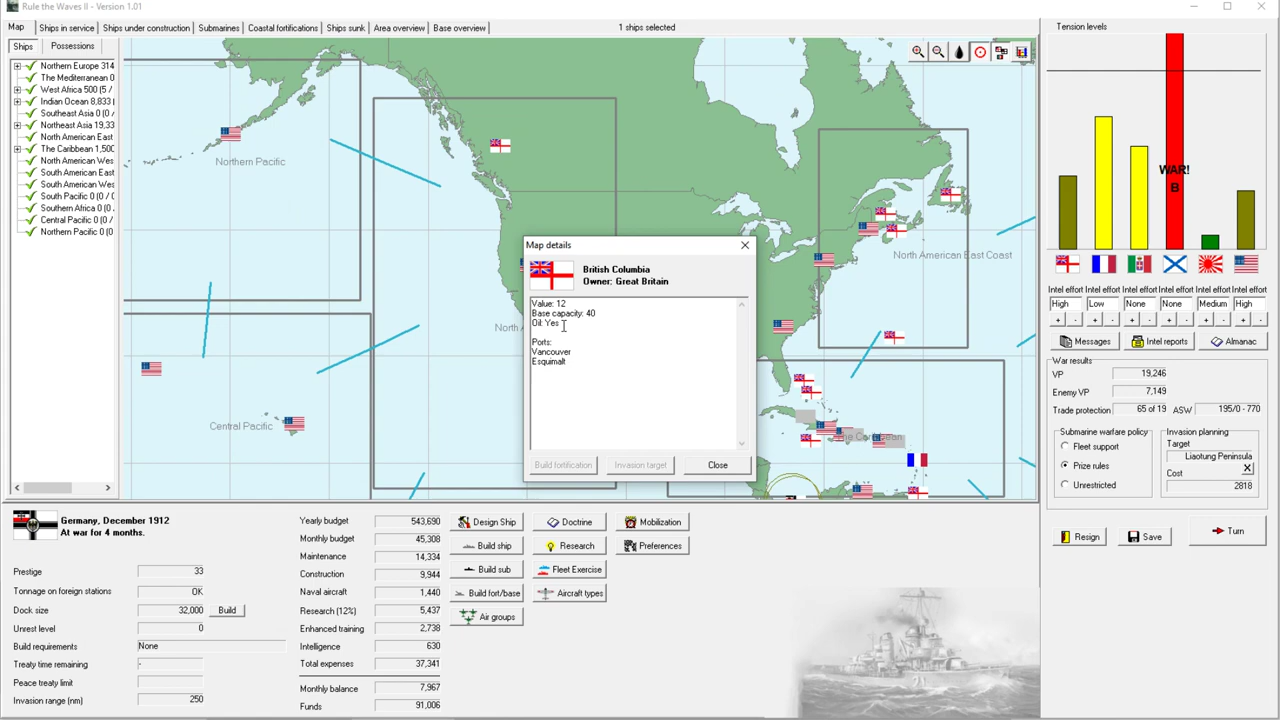 Rule the Waves II - Version 1.01
Map
Ships in service
Ships under construction
Submarines
Coastal fortifications
Ships sunk
Area overview
Base overview
1 ships selected
Ships
Possessions
Northern Europe 314
The Mediterranean 0
West Africa 500 (5 /
Indian Ocean 8,833 (
Southeast Asia 0 (0 /
Northeast Asia 19,33
North American East
The Caribbean 1,500
North American Wes
South American East
South American Wes
South Pacific 0 (0 / 0
Southern Africa 0 (0,
Central Pacific 0 (0 /
Northern Pacific 0 (0
Northern Pacific
Central Pacific
North A
North American East Coast
The Caribbean
Map details
British Columbia
Owner: Great Britain
Value: 12
Base capacity: 40
Oil: Yes
Ports:
Vancouver
Esquimalt
Build fortification
Invasion target
Close
Tension levels
WAR!
B
Intel effort Intel effort Intel effort Intel effort Intel effort Intel effort
High Low None None Medium High
+ - + - + - + - + - + -
Messages
Intel reports
Almanac
War results
VP 19,246
Enemy VP 7,149
Trade protection 65 of 19 ASW 195/0 - 770
Submarine warfare policy
Fleet support
Prize rules
Unrestricted
Invasion planning
Target
Liaotung Peninsula
Cost X
2818
Resign
Save
Turn
Germany, December 1912
At war for 4 months.
Prestige 33
Tonnage on foreign stations OK
Dock size 32,000 Build
Unrest level 0
Build requirements None
Treaty time remaining -
Peace treaty limit
Invasion range (nm) 250
Yearly budget 543,690
Monthly budget 45,308
Maintenance 14,334
Construction 9,944
Naval aircraft 1,440
Research (12%) 5,437
Enhanced training 2,738
Intelligence 630
Total expenses 37,341
Monthly balance 7,967
Funds 91,006
Design Ship
Doctrine
Mobilization
Build ship
Research
Preferences
Build sub
Fleet Exercise
Build fort/base
Aircraft types
Air groups